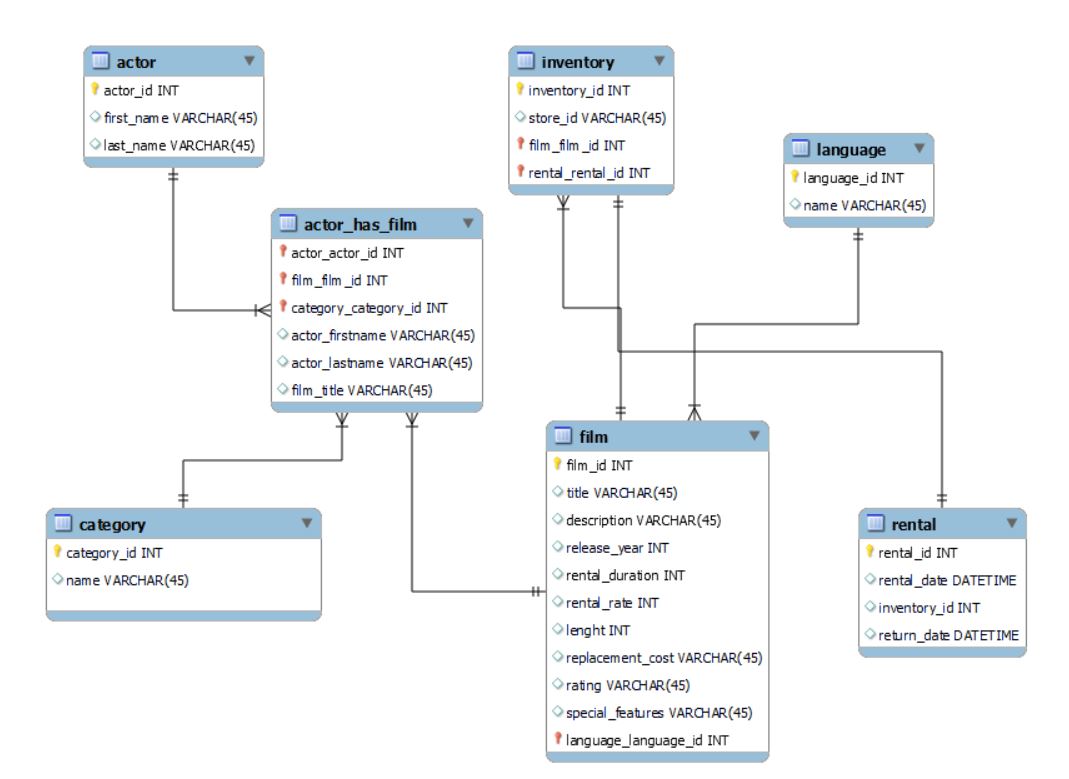 actor
actor_id INT
first_name VARCHAR(45)
last_name VARCHAR(45)
inventory
inventory_id INT
store_id VARCHAR(45)
film_film_id INT
rental_rental_id INT
language
language_id INT
name VARCHAR(45)
actor_has_film
actor_actor_id INT
film_film_id INT
category_category_id INT
actor_firstname VARCHAR(45)
actor_lastname VARCHAR(45)
film_title VARCHAR(45)
film
film_id INT
title VARCHAR(45)
description VARCHAR(45)
release_year INT
rental_duration INT
rental_rate INT
lenght INT
replacement_cost VARCHAR(45)
rating VARCHAR(45)
special_features VARCHAR(45)
language_language_id INT
category
category_id INT
name VARCHAR(45)
rental
rental_id INT
rental_date DATETIME
inventory_id INT
return_date DATETIME